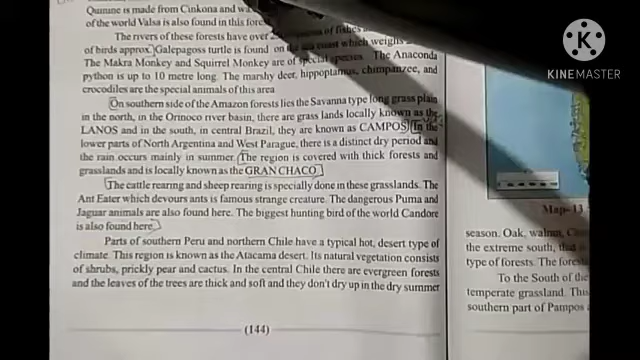 Quinine is made from Cinkona and
of the world Valsa is also found in this forest
The rivers of these forests have over of fishes
of birds approx. Galepagoss turtle is found on coast which weighs
The Makra Monkey and Squirrel Monkey are of special species. The Anaconda
python is up to 10 metre long. The marshy deer, hippoptamus, chimpanzee, and
crocodiles are the special animals of this area
On southern side of the Amazon forests lies the Savanna type long grass plain
in the north, in the Orinoco river basin, there are grass lands locally known as the
LANOS and in the south, in central Brazil, they are known as CAMPOS In the
lower parts of North Argentina and West Parague, there is a distinct dry period and
the rain occurs mainly in summer. The region is covered with thick forests and
grasslands and is locally known as the GRAN CHACO.
The cattle rearing and sheep rearing is specially done in these grasslands. The
Ant Eater which devours ants is famous strange creature. The dangerous Puma and
Jaguar animals are also found here. The biggest hunting bird of the world Candore
is also found here.
Parts of southern Peru and northern Chile have a typical hot, desert type of
climate. This region is known as the Atacama desert. Its natural vegetation consists
of shrubs, prickly pear and cactus. In the central Chile there are evergreen forests
and the leaves of the trees are thick and soft and they don't dry up in the dry summer
(144)
KINEMASTER
Map-13
season. Oak, walnut,
the extreme south,
type of forests. The
To the South of the
temperate grassland.
southern part of Pampos